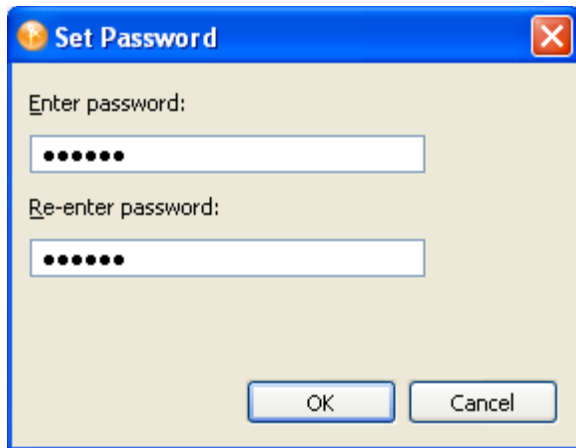 Set Password
Enter password:
●●●●●●
Re-enter password:
●●●●●●
OK Cancel